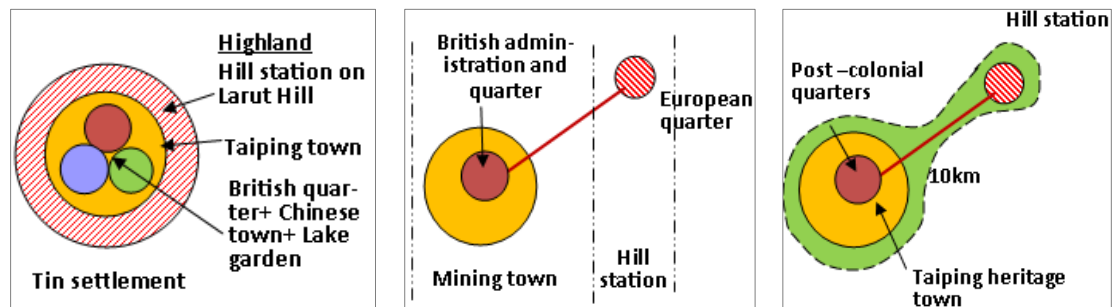 Highland
Hill station on
Larut Hill
Taiping town
British quar-
ter+ Chinese
town+ Lake
garden
Tin settlement
British admin-
istration and
quarter
European
quarter
Hill
station
Mining town
Hill station
Post –colonial
quarters
10km
Taiping heritage
town